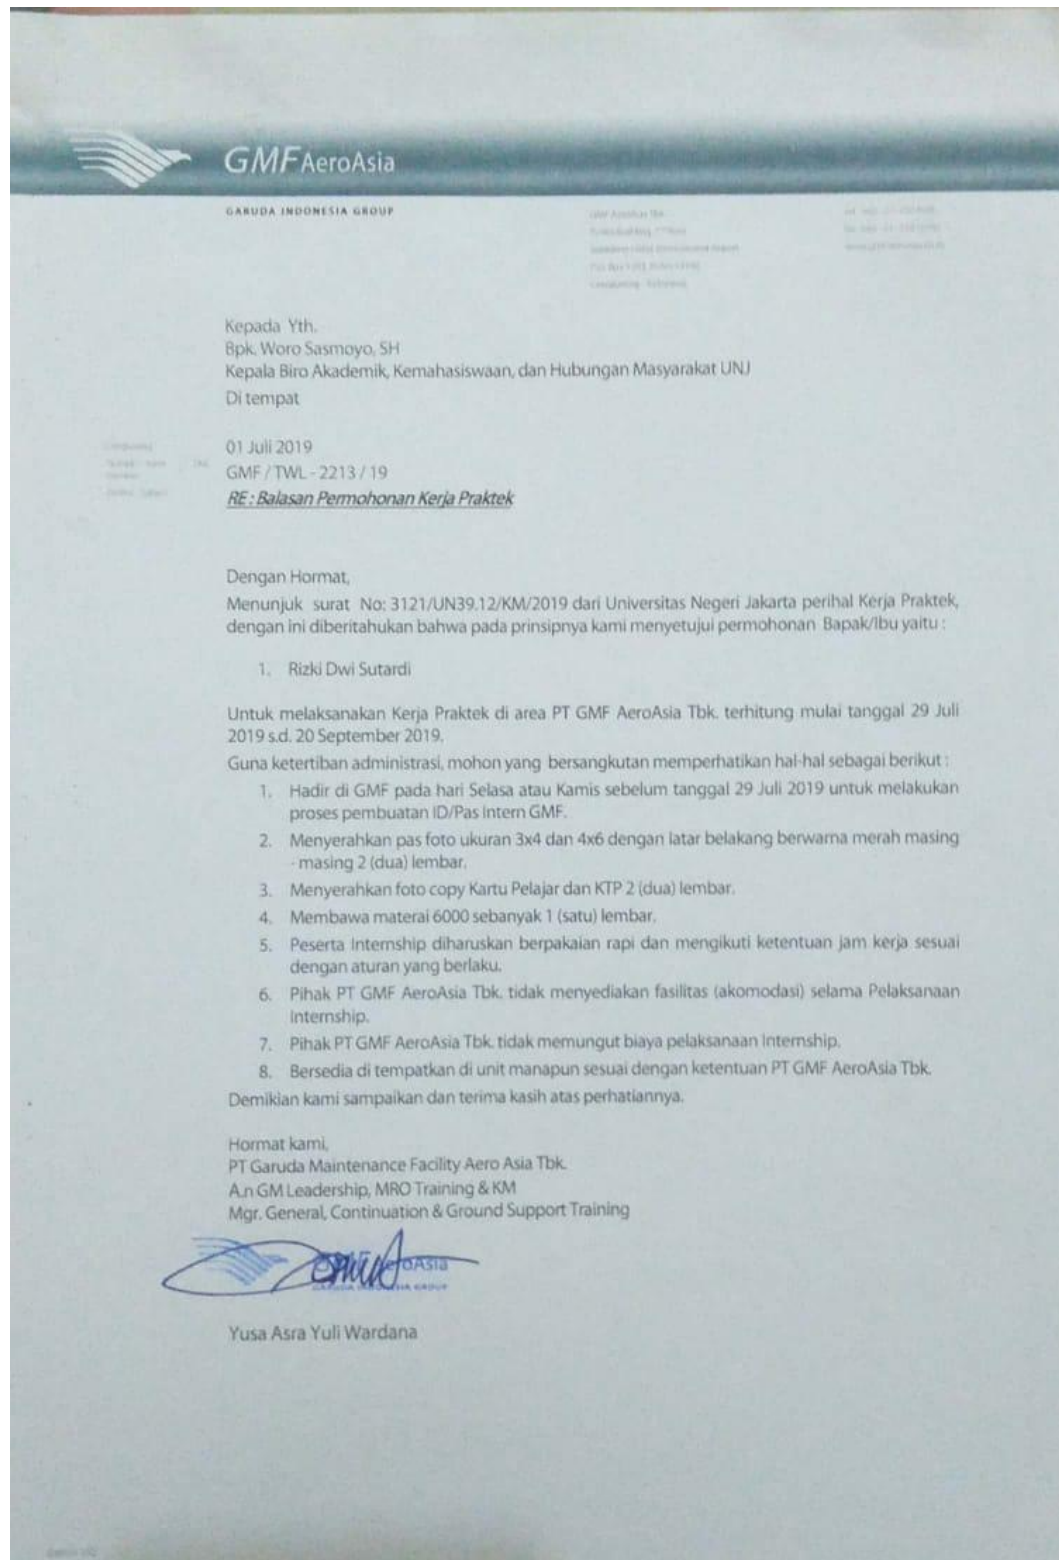 GMF AeroAsia
GARUDA INDONESIA GROUP
Kepada Yth.
Bpk. Woro Sasmoyo, SH
Kepala Biro Akademik, Kemahasiswaan, dan Hubungan Masyarakat UNJ
Di tempat
01 Juli 2019
GMF / TWL - 2213 / 19
RE : Balasan Permohonan Kerja Praktek
Dengan Hormat,
Menunjuk surat No: 3121/UN39.12/KM/2019 dari Universitas Negeri Jakarta perihal Kerja Praktek,
dengan ini diberitahukan bahwa pada prinsipnya kami menyetujui permohonan Bapak/Ibu yaitu :
1. Rizki Dwi Sutardi
Untuk melaksanakan Kerja Praktek di area PT GMF AeroAsia Tbk. terhitung mulai tanggal 29 Juli
2019 s.d. 20 September 2019.
Guna ketertiban administrasi, mohon yang bersangkutan memperhatikan hal-hal sebagai berikut :
1. Hadir di GMF pada hari Selasa atau Kamis sebelum tanggal 29 Juli 2019 untuk melakukan
proses pembuatan ID/Pas Intern GMF.
2. Menyerahkan pas foto ukuran 3x4 dan 4x6 dengan latar belakang berwarna merah masing
- masing 2 (dua) lembar.
3. Menyerahkan foto copy Kartu Pelajar dan KTP 2 (dua) lembar.
4. Membawa materai 6000 sebanyak 1 (satu) lembar.
5. Peserta Internship diharuskan berpakaian rapi dan mengikuti ketentuan jam kerja sesuai
dengan aturan yang berlaku.
6. Pihak PT GMF AeroAsia Tbk. tidak menyediakan fasilitas (akomodasi) selama Pelaksanaan
Internship.
7. Pihak PT GMF AeroAsia Tbk. tidak memungut biaya pelaksanaan Internship.
8. Bersedia di tempatkan di unit manapun sesuai dengan ketentuan PT GMF AeroAsia Tbk.
Demikian kami sampaikan dan terima kasih atas perhatiannya.
Hormat kami,
PT Garuda Maintenance Facility Aero Asia Tbk.
A.n GM Leadership, MRO Training & KM
Mgr. General, Continuation & Ground Support Training
Yusa Asra Yuli Wardana